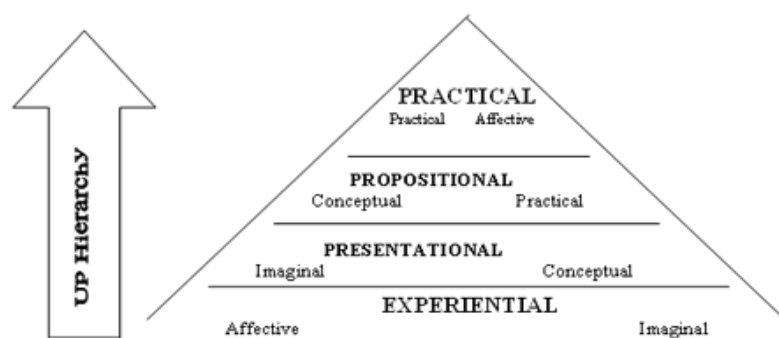 UP Hierarchy
PRACTICAL
Practical Affective
PROPOSITIONAL
Conceptual Practical
PRESENTATIONAL
Imaginal Conceptual
EXPERIENTIAL
Affective Imaginal